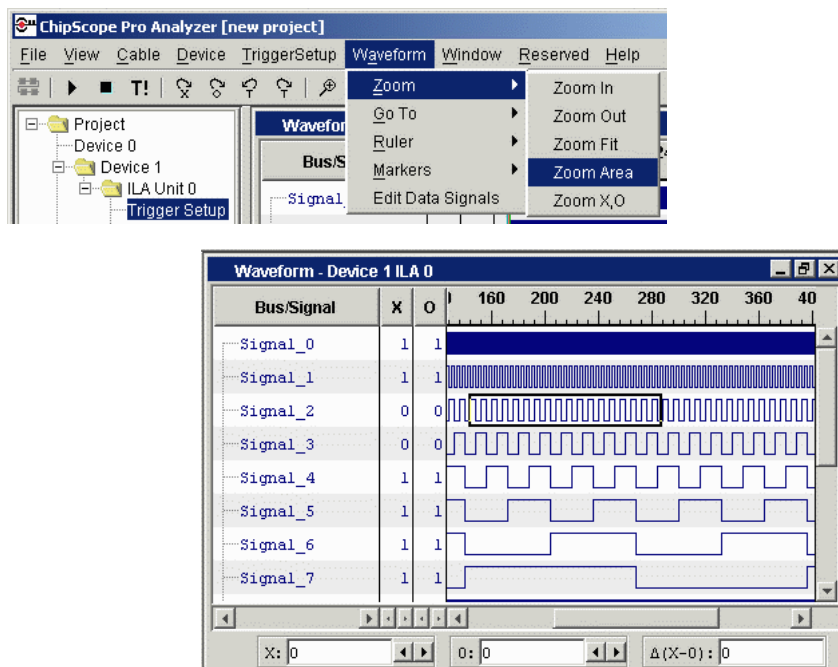 ChipScope Pro Analyzer [new project]
File View Cable Device TriggerSetup Waveform Window Reserved Help
T!
Project
Device 0
Device 1
ILA Unit 0
Trigger Setup
Bus/S
Signal
Zoom
Go To
Ruler
Markers
Edit Data Signals
Zoom In
Zoom Out
Zoom Fit
Zoom Area
Zoom X,O
Waveform - Device 1 ILA 0
Bus/Signal X O 160 200 240 280 320 360 40
Signal_0 1 1
Signal_1 1 1
Signal_2 0 0
Signal_3 0 0
Signal_4 1 1
Signal_5 1 1
Signal_6 1 1
Signal_7 1 1
X: 0 O: 0 Δ(X-O): 0